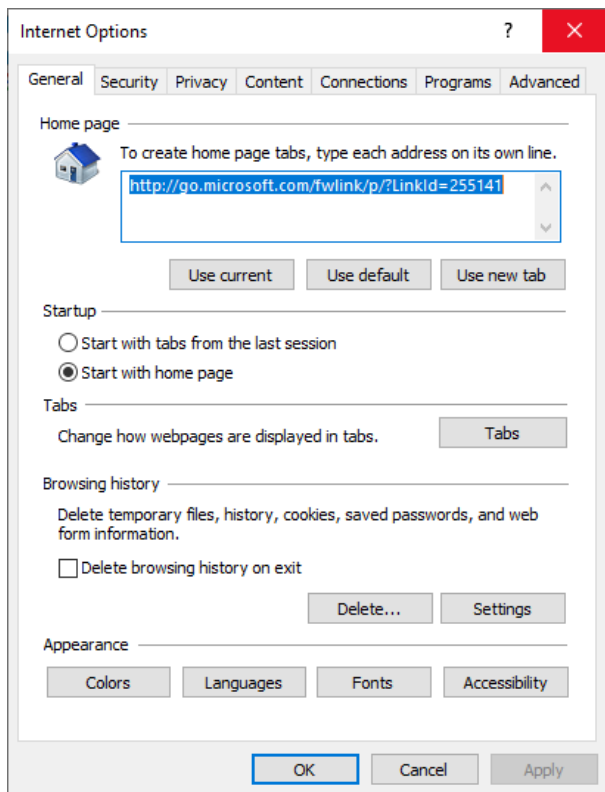 Internet Options
?
General Security Privacy Content Connections Programs Advanced
Home page
To create home page tabs, type each address on its own line.
http://go.microsoft.com/fwlink/p/?LinkId=255141
Use current Use default Use new tab
Startup
Start with tabs from the last session
Start with home page
Tabs
Change how webpages are displayed in tabs. Tabs
Browsing history
Delete temporary files, history, cookies, saved passwords, and web
form information.
Delete browsing history on exit
Delete... Settings
Appearance
Colors Languages Fonts Accessibility
OK Cancel Apply